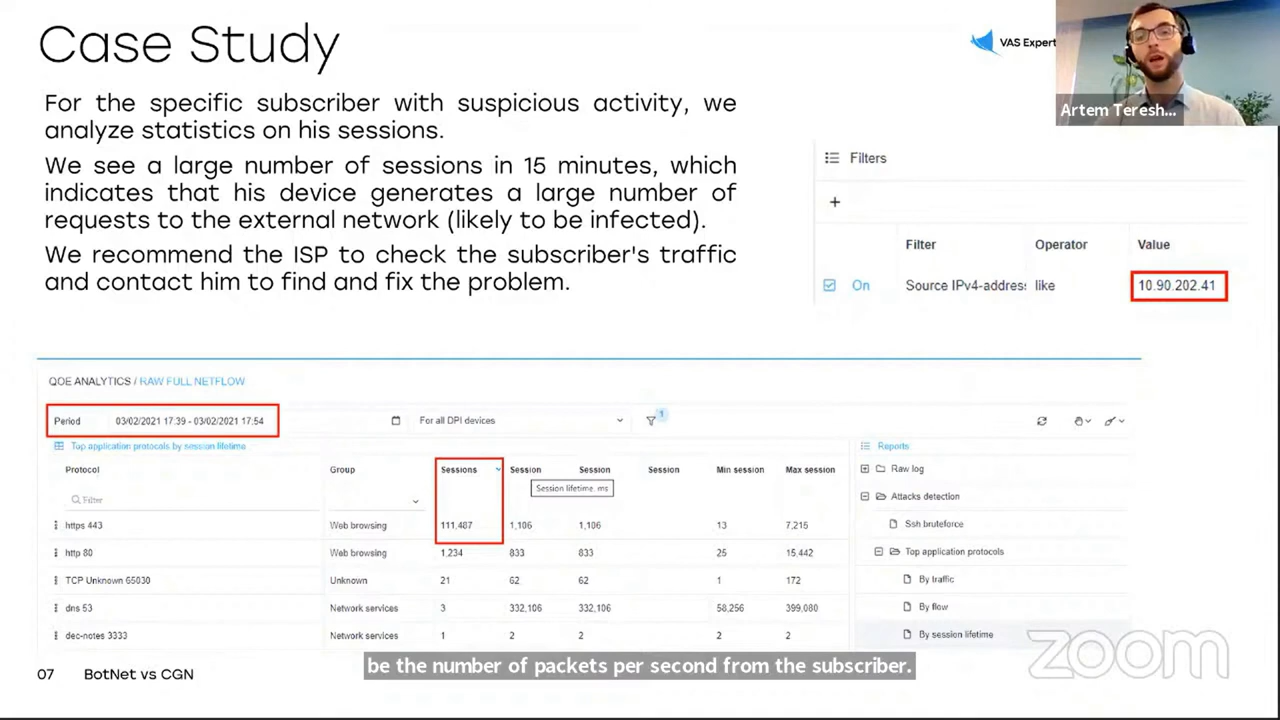 Case Study
VAS Expert
Artem Teresh...
For the specific subscriber with suspicious activity, we
analyze statistics on his sessions.
We see a large number of sessions in 15 minutes, which
indicates that his device generates a large number of
requests to the external network (likely to be infected).
We recommend the ISP to check the subscriber's traffic
and contact him to find and fix the problem.
Filters
+
Filter Operator Value
On Source IPv4-address like 10.90.202.41
QOE ANALYTICS / RAW FULL NETFLOW
Period 03/02/2021 17:39 - 03/02/2021 17:54 For all DPI devices 1
Top application protocols by session lifetime Reports
Protocol Group Sessions Session Session Session Min session Max session Raw log
Filter Session lifetime, ms Attacks detection
https 443 Web browsing 111,487 1,106 1,106 13 7,215 Ssh bruteforce
http 80 Web browsing 1,234 833 833 25 15,442 Top application protocols
TCP Unknown 65030 Unknown 21 62 62 1 172 By traffic
dns 53 Network services 3 332,106 332,106 58,256 399,080 By flow
dec-notes 3333 Network services 1 2 2 2 2 By session lifetime
zoom
be the number of packets per second from the subscriber.
07 BotNet vs CGN